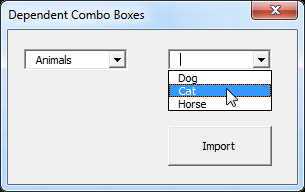 Dependent Combo Boxes
Animals
Dog
Cat
Horse
Import